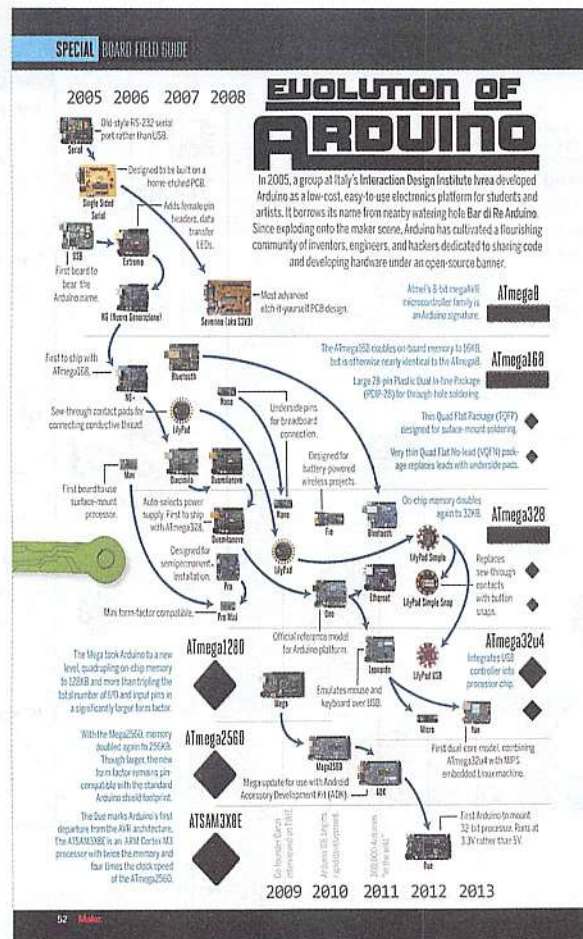 SPECIAL BOARD FIELD GUIDE
2005 2006 2007 2008
EVOLUTION OF
ARDUINO
In 2005, a group at Italy's Interaction Design Institute Ivrea developed
Arduino as a low-cost, easy-to-use electronics platform for students and
artists. It borrows its name from nearby watering hole Bar di Re Arduino.
Since exploding onto the maker scene, Arduino has cultivated a flourishing
community of inventors, engineers, and hackers dedicated to sharing code
and developing hardware under an open-source banner.
Old-style RS-232 serial
port rather than USB.
Serial
Designed to be built on a
home-etched PCB.
Single Sided
Serial
Adds female pin
headers, data
transfer
LEDs.
USB
Extreme
First board to
bear the
Arduino name.
NG (Nuova Generazione)
Severino (aka S3V3)
Most advanced
etch-it-yourself PCB design.
Atmel's 8-bit megaAVR
microcontroller family is
an Arduino signature.
ATmega8
First to ship with
ATmega168.
NG+
Bluetooth
The ATmega168 doubles on-board memory to 16KB,
but is otherwise nearly identical to the ATmega8.
ATmega168
Large 28-pin Plastic Dual In-line Package
(PDIP-28) for through hole soldering.
Sew-through contact pads for
connecting conductive thread.
LilyPad
Nano
Underside pins
for breadboard
connection.
This Quad Flat Package (TQFP)
designed for suface-mount soldering.
Very thin Quad Flat No-lead (VQFN) pack-
age replaces leads with underside pads.
Mini
Diecimila
Duemilanove
Designed for
battery powered
wireless projects.
First board to use
surface-mount
processor.
Auto-selects power
supply. First to ship
with ATmega328.
Duemilanove
Nano
Fio
Bluetooth
On-chip memory doubles
again to 32KB.
ATmega328
Designed for
semipermanent
installation.
Pro
LilyPad
LilyPad Simple
Replaces
sew-through
contacts
with button
snaps.
Mini form-factor compatible.
Pro Mini
Uno
Ethernet
LilyPad Simple Snap
Official reference model
for Arduino platform.
The Mega took Arduino to a new
level, quadrupling on-chip memory
to 128KB and more than tripling the
total number of I/O and input pins in
a significantly larger form factor.
ATmega1280
Mega
Leonardo
Emulates mouse and
keyboard over USB.
LilyPad USB
ATmega32u4
Integrates USB
controller into
processor chip.
Micro
Yun
With the Mega2560, memory
doubled again to 256KB.
Though larger, the new
form factor remains pin-
compatible with the standard
Arduino shield footprint.
ATmega2560
Mega2560
Mega update for use with Android
Accessory Development Kit (ADK).
ADK
First dual-core model, combining
ATmega32u4 with MIPS
embedded Linux machine.
The Due marks Arduino's first
departure from the AVR architecture.
The ATSAM3X8E is an ARM Cortex M3
processor with twice the memory and
four times the clock speed
of the ATmega2560.
ATSAM3X8E
Due
First Arduino to mount
32-bit processor. Runs at
3.3V rather than 5V.
Arduino IDE begins
rapid development.
300,000 Arduinos
"in the wild"
2009 2010 2011 2012 2013
52 Make: